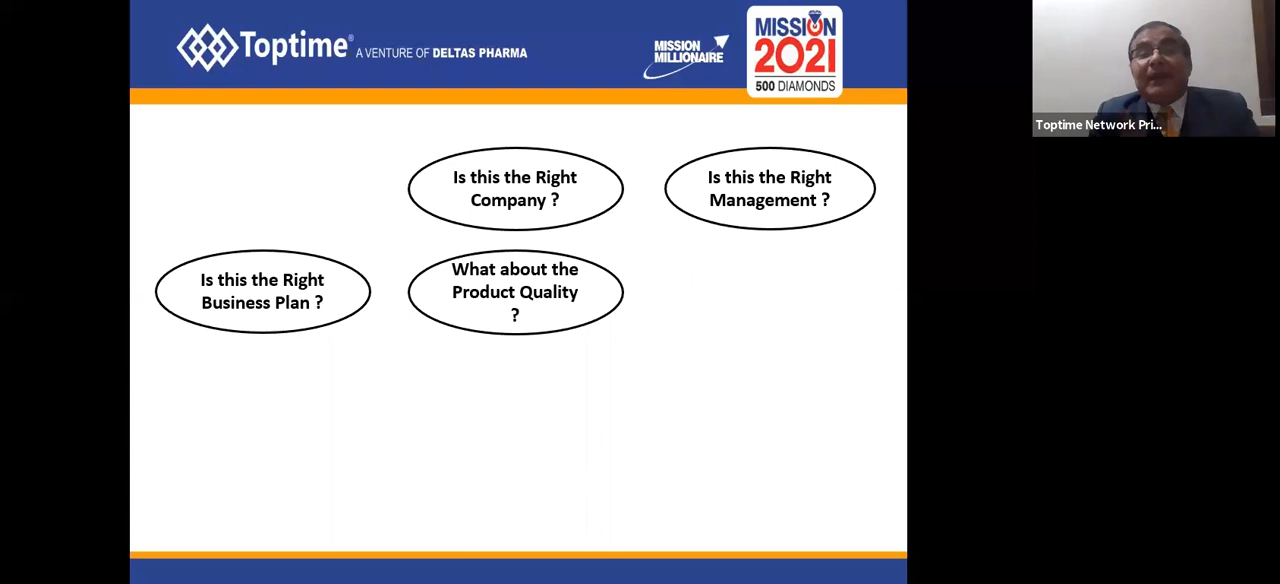 Toptime® A VENTURE OF DELTAS PHARMA
MISSION
MILLIONAIRE
MISSION
2021
500 DIAMONDS
Toptime Network Pri...
Is this the Right
Company ?
Is this the Right
Management ?
Is this the Right
Business Plan ?
What about the
Product Quality
?